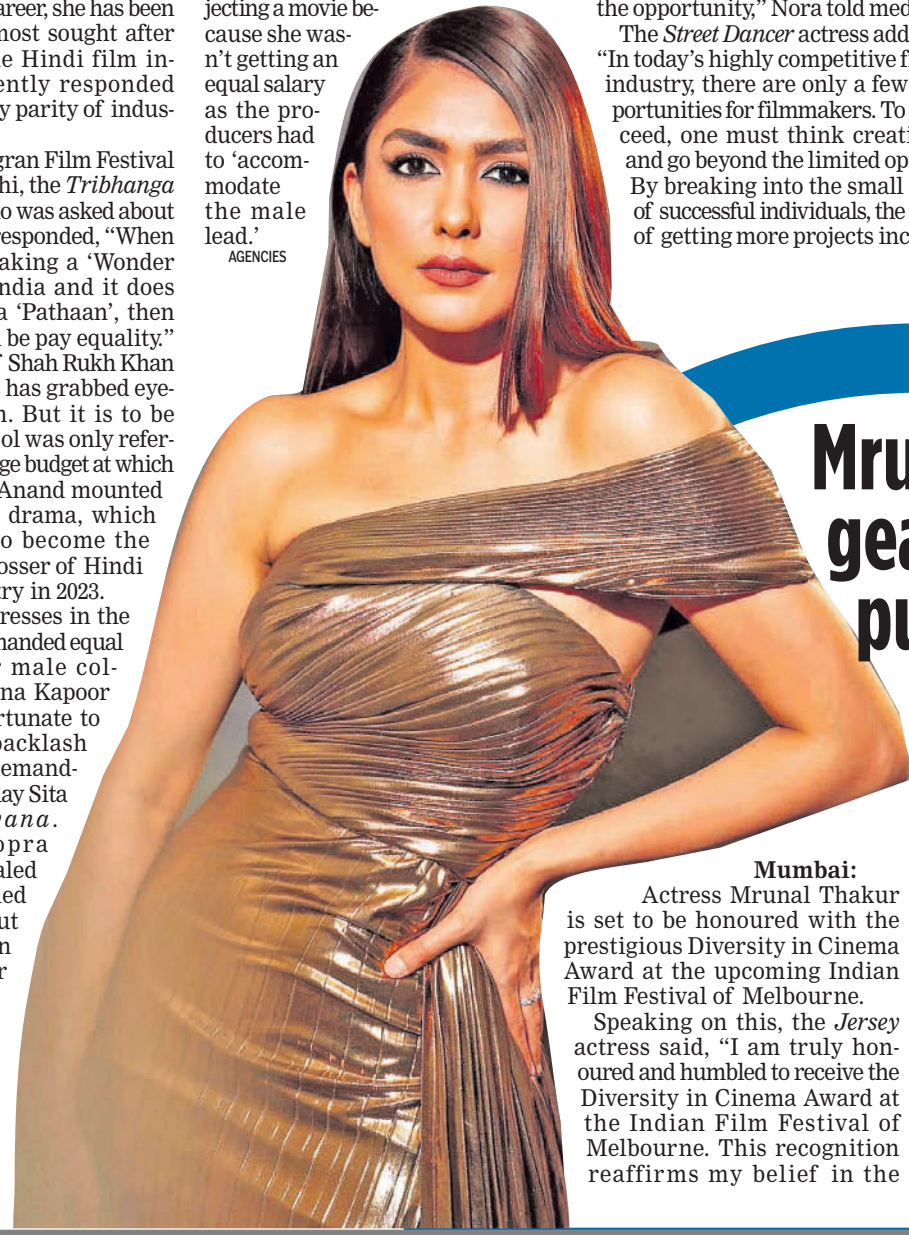 areer, she has been
most sought after
e Hindi film in-
ently responded
y parity of indus-
gran Film Festival
hi, the Tribhanga
o was asked about
responded, “When
aking a ‘Wonder
ndia and it does
a ‘Pathaan’, then
l be pay equality.”
f Shah Rukh Khan
has grabbed eye-
n. But it is to be
ol was only refer-
ge budget at which
Anand mounted
drama, which
o become the
osser of Hindi
try in 2023.
resses in the
manded equal
r male col-
na Kapoor
rtunate to
backlash
demand-
lay Sita
yana.
opra
aled
ed
ut
n
r
jecting a movie be-
cause she was-
n’t getting an
equal salary
as the pro-
ducers had
to ‘accom-
modate
the male
lead.’
AGENCIES
the opportunity,” Nora told med
The Street Dancer actress add
“In today’s highly competitive f
industry, there are only a few
portunities for filmmakers. To
ceed, one must think creati
and go beyond the limited op
By breaking into the small
of successful individuals, the
of getting more projects inc
Mru
gea
pu
Mumbai:
Actress Mrunal Thakur
is set to be honoured with the
prestigious Diversity in Cinema
Award at the upcoming Indian
Film Festival of Melbourne.
Speaking on this, the Jersey
actress said, “I am truly hon-
oured and humbled to receive the
Diversity in Cinema Award at
the Indian Film Festival of
Melbourne. This recognition
reaffirms my belief in the